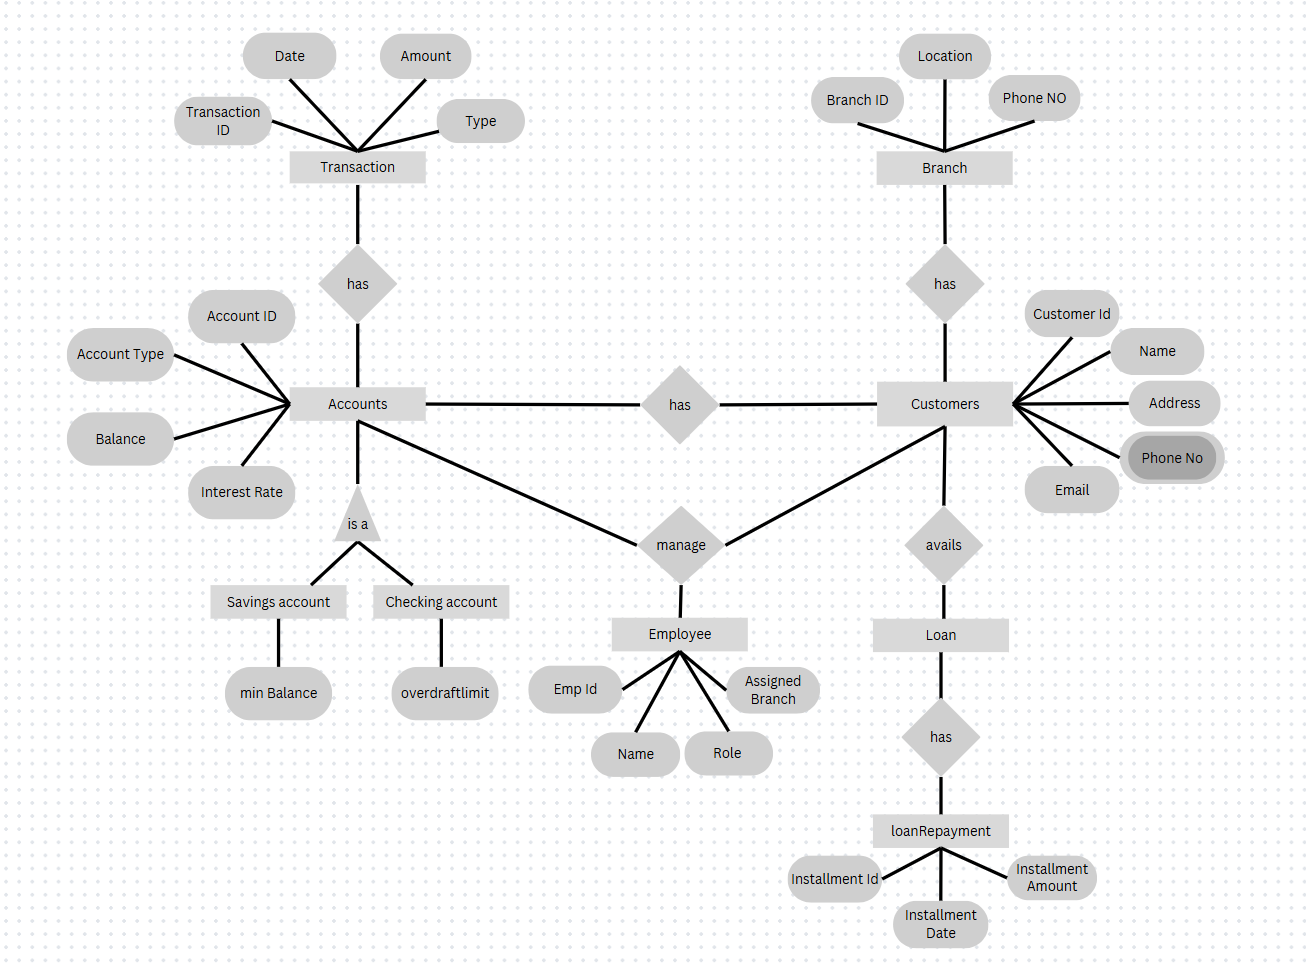 Date
Amount
Location
Transaction
ID
Type
Branch ID
Phone NO
Transaction
Branch
has
has
Account ID
Customer Id
Account Type
Name
Accounts
has
Customers
Address
Balance
Phone No
Interest Rate
Email
is a
manage
avails
Savings account
Checking account
Employee
Loan
min Balance
overdraftlimit
Emp Id
Assigned
Branch
Name
Role
has
loanRepayment
Installment Id
Installment
Amount
Installment
Date